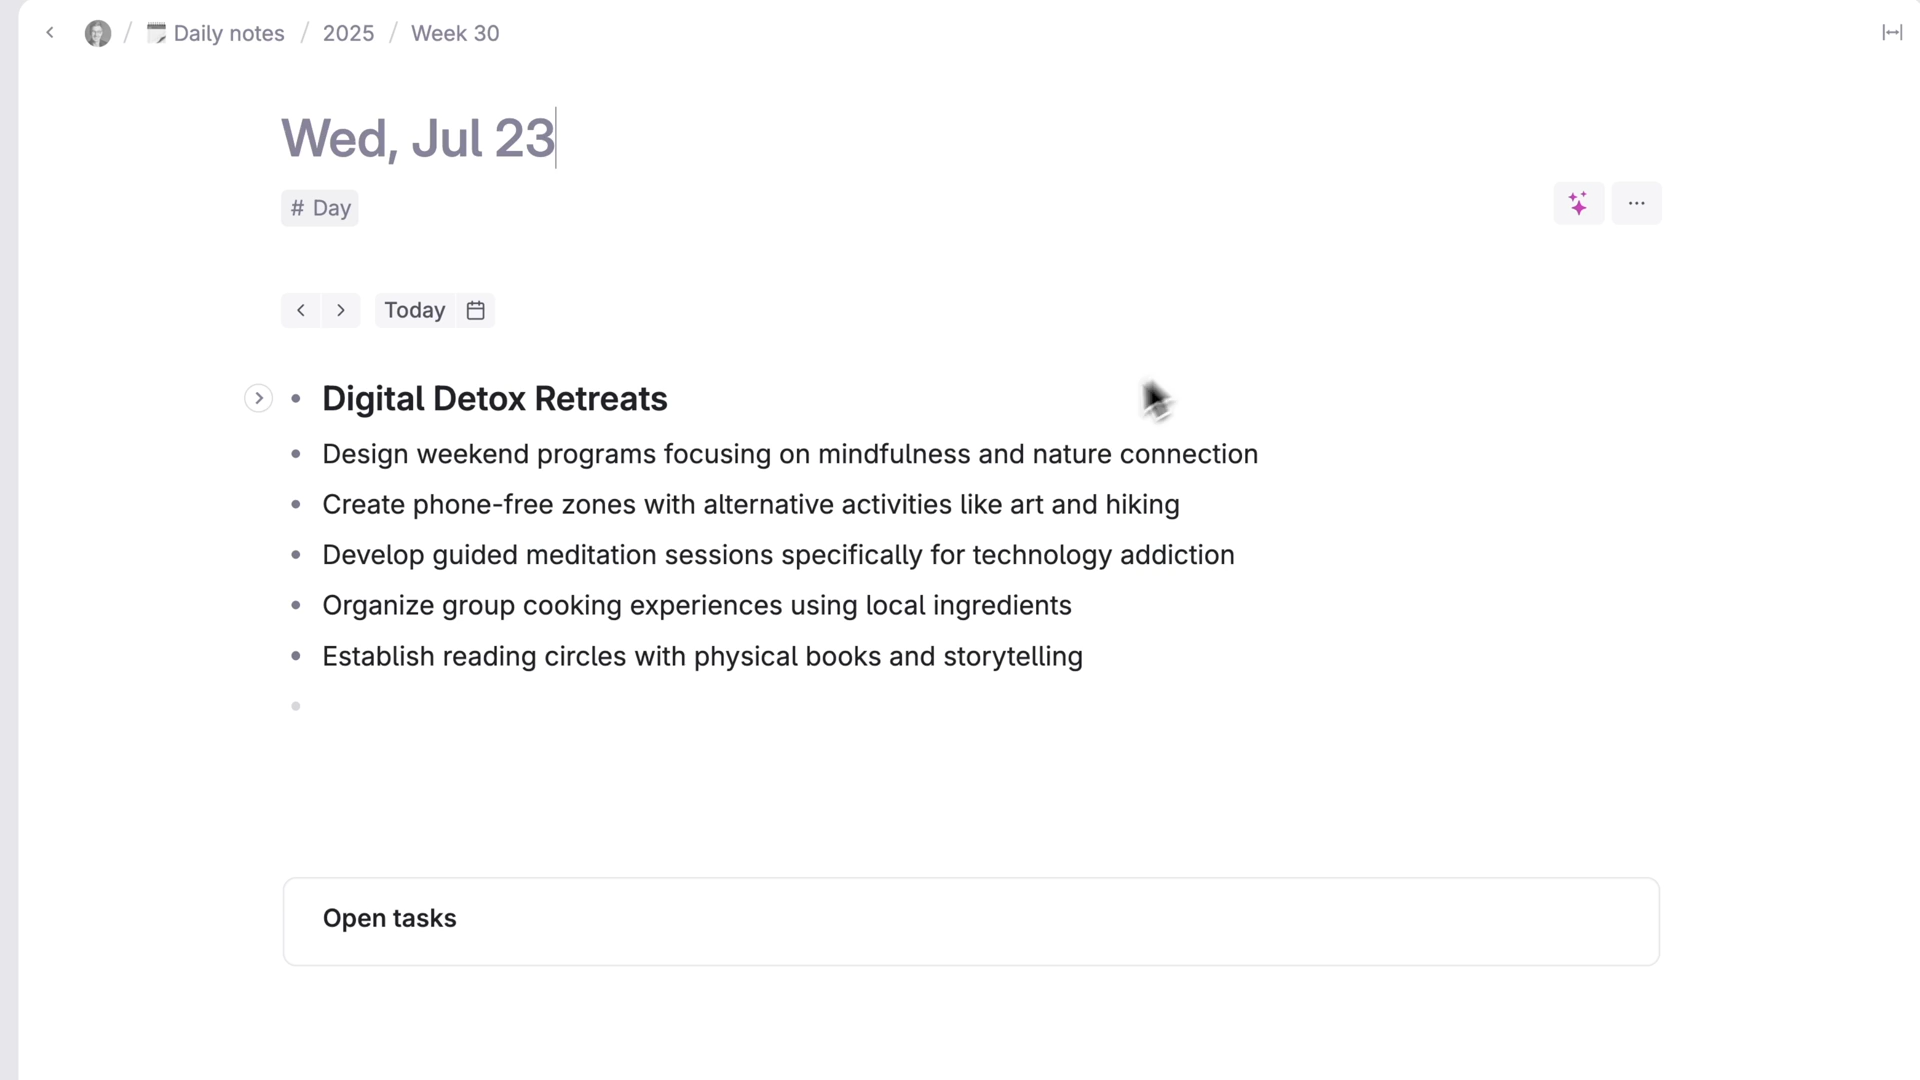 / Daily notes / 2025 / Week 30
Wed, Jul 23
# Day
Today
Digital Detox Retreats
Design weekend programs focusing on mindfulness and nature connection
Create phone-free zones with alternative activities like art and hiking
Develop guided meditation sessions specifically for technology addiction
Organize group cooking experiences using local ingredients
Establish reading circles with physical books and storytelling
Open tasks